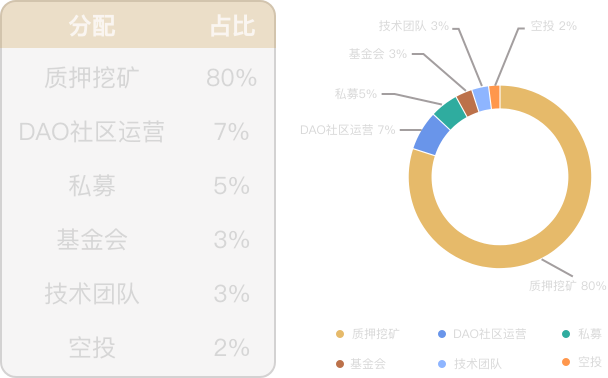 分配 占比
质押挖矿 80%
DAO社区运营 7%
私募 5%
基金会 3%
技术团队 3%
空投 2%
技术团队 3%
空投 2%
基金会 3%
私募5%
DAO社区运营 7%
质押挖矿 80%
质押挖矿 DAO社区运营 私募
基金会 技术团队 空投